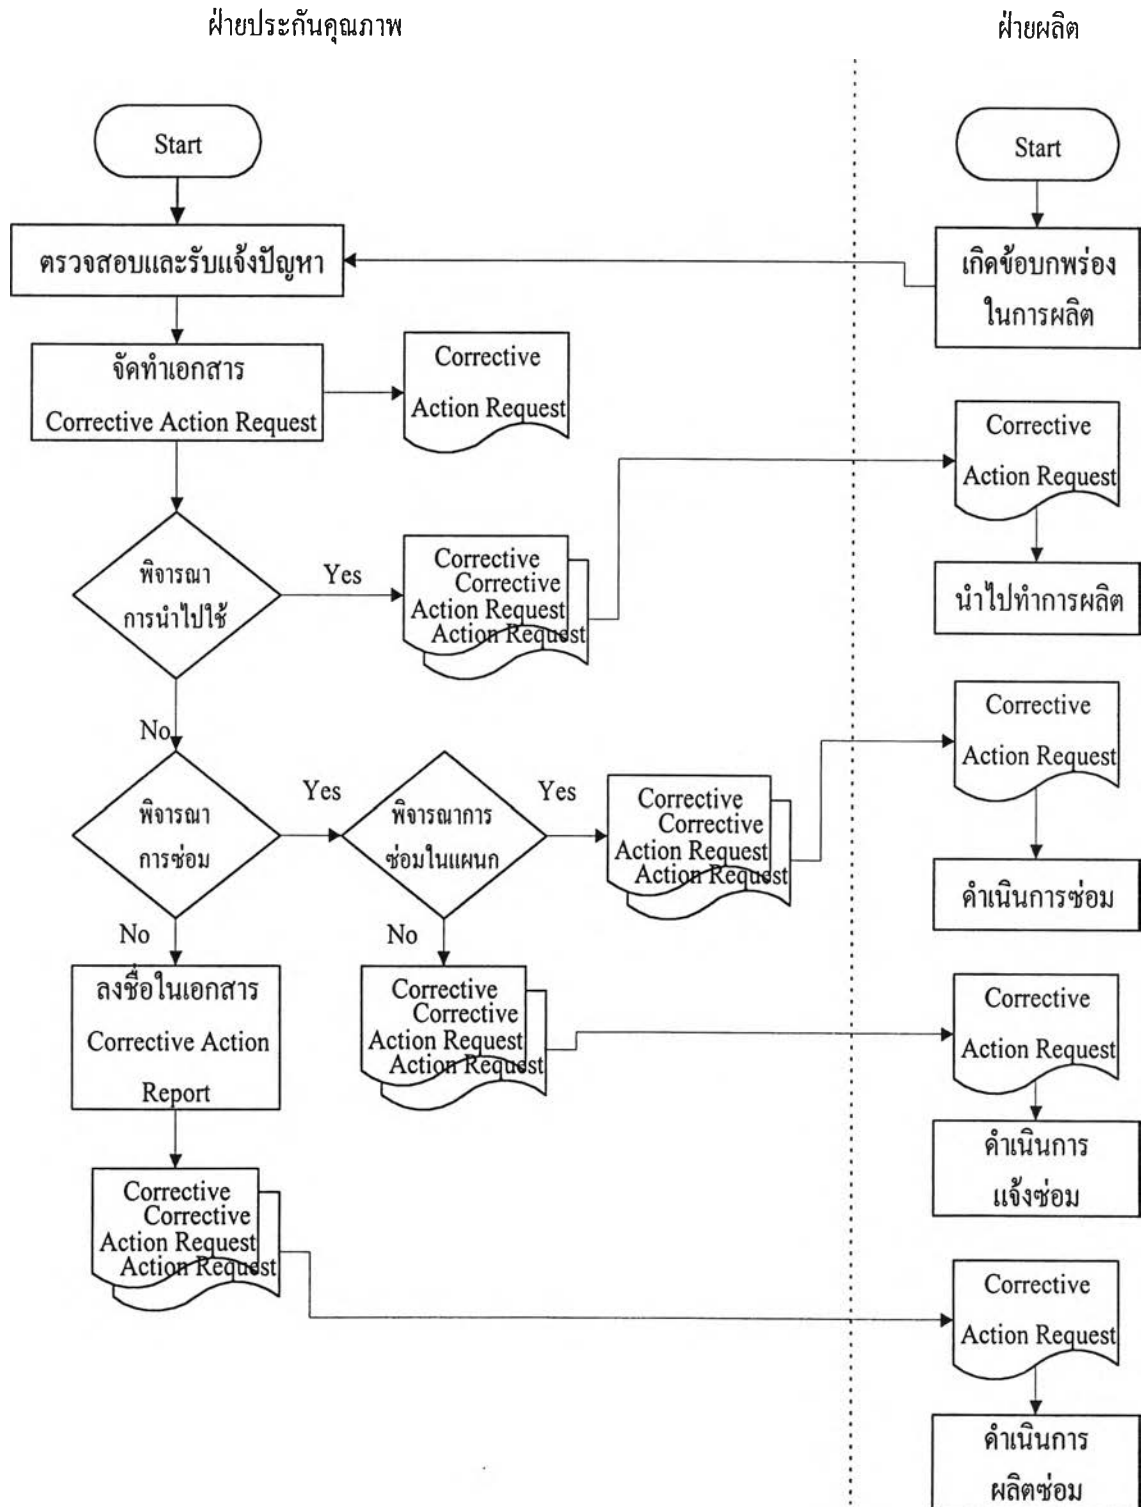 ฝ่ายประกันคุณภาพ
ฝ่ายผลิต
Start
Start
ตรวจสอบและรับแจ้งปัญหา
เกิดข้อบกพร่อง
ในการผลิต
จัดทำเอกสาร
Corrective Action Request
Corrective
Action Request
Corrective
Action Request
พิจารณา
การนำไปใช้
Yes
Corrective
Corrective
Action Request
Action Request
นำไปทำการผลิต
No
Corrective
Action Request
พิจารณา
การซ่อม
Yes
พิจารณาการ
ซ่อมในแผนก
Yes
Corrective
Corrective
Action Request
Action Request
ดำเนินการซ่อม
No
No
ลงชื่อในเอกสาร
Corrective Action
Report
Corrective
Corrective
Action Request
Action Request
Corrective
Action Request
ดำเนินการ
แจ้งซ่อม
Corrective
Corrective
Action Request
Action Request
Corrective
Action Request
ดำเนินการ
ผลิตซ่อม